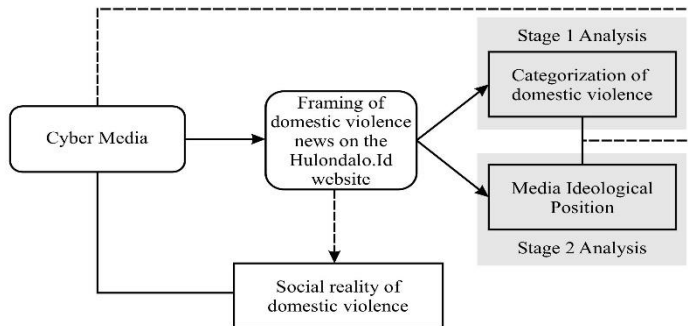 Stage 1 Analysis
Categorization of
domestic violence
Cyber Media
Framing of
domestic violence
news on the
Hulondalo.Id
website
Media Ideological
Position
Stage 2 Analysis
Social reality of
domestic violence